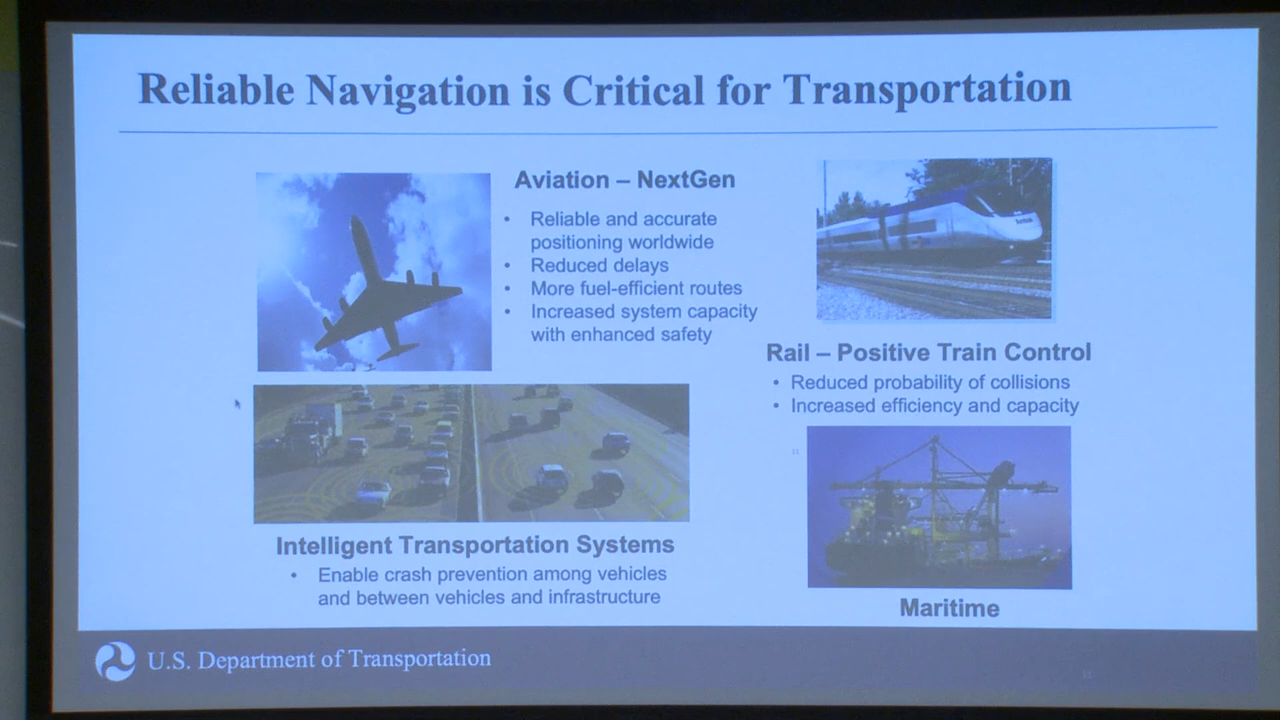 Reliable Navigation is Critical for Transportation
Aviation – NextGen
• Reliable and accurate
positioning worldwide
• Reduced delays
• More fuel-efficient routes
• Increased system capacity
with enhanced safety
Rail – Positive Train Control
• Reduced probability of collisions
• Increased efficiency and capacity
Intelligent Transportation Systems
• Enable crash prevention among vehicles
and between vehicles and infrastructure
Maritime
U.S. Department of Transportation